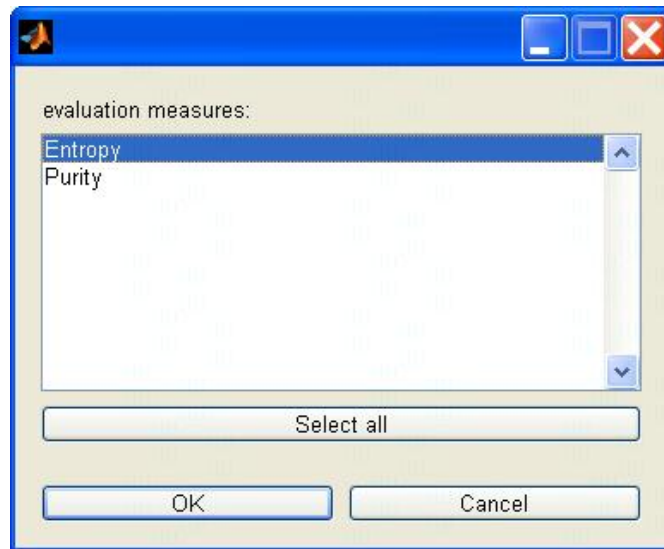 evaluation measures:
Entropy
Purity
Select all
OK
Cancel